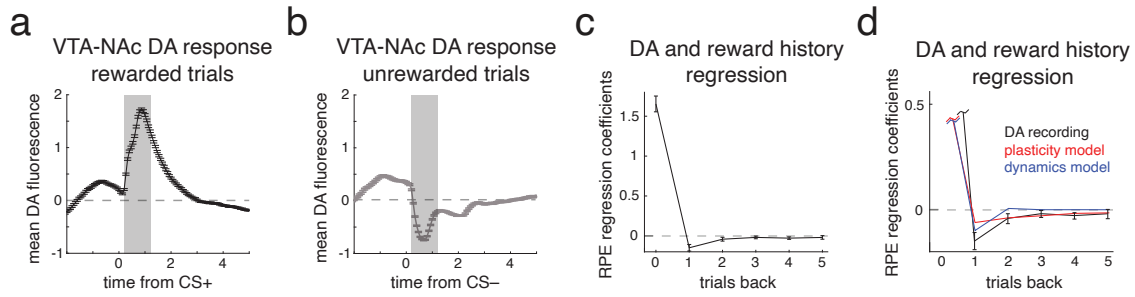 a
VTA-NAc DA response
rewarded trials
mean DA fluorescence
2
1
0
-1
0
2
4
time from CS+
b
VTA-NAc DA response
unrewarded trials
mean DA fluorescence
2
1
0
-1
0
2
4
time from CS–
c
DA and reward history
regression
RPE regression coefficients
1.5
1
0.5
0
0
1
2
3
4
5
trials back
d
DA and reward history
regression
RPE regression coefficients
0.5
0
DA recording
plasticity model
dynamics model
0
1
2
3
4
5
trials back